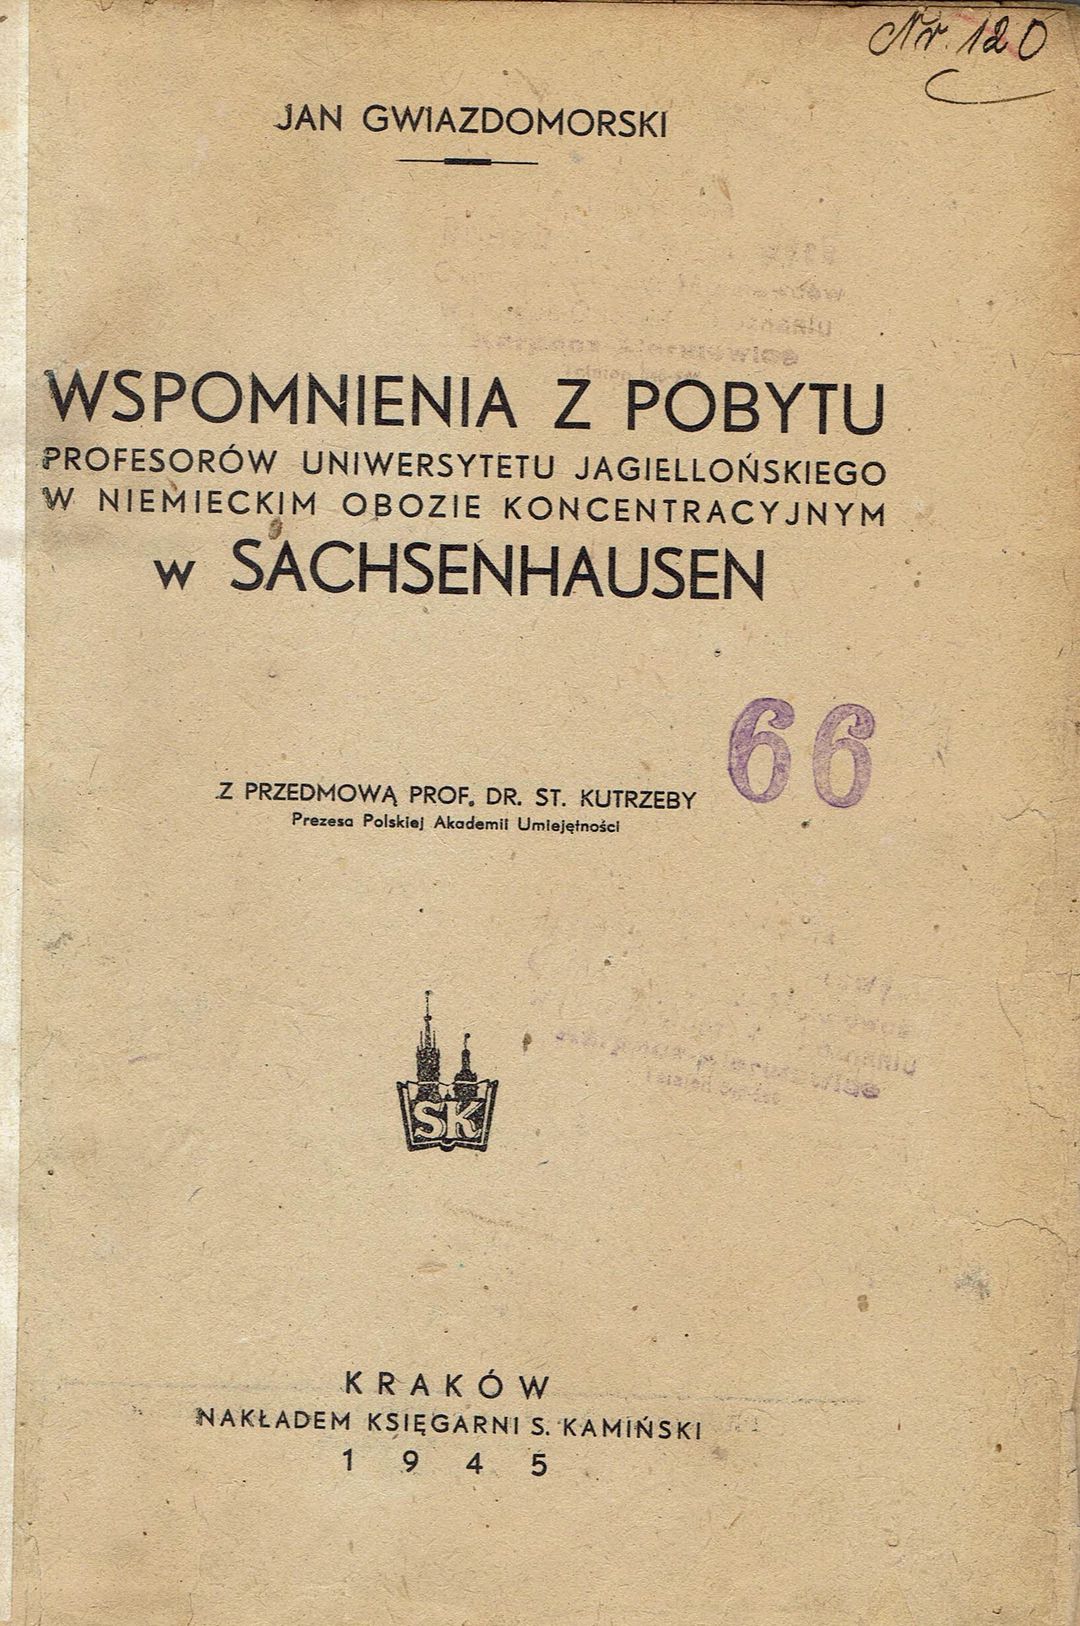 Nr. 120
JAN GWIAZDOMORSKI
WSPOMNIENIA Z POBYTU
PROFESORÓW UNIWERSYTETU JAGIELLOŃSKIEGO
W NIEMIECKIM OBOZIE KONCENTRACYJNYM
w SACHSENHAUSEN
66
Z PRZEDMOWĄ PROF. DR. ST. KUTRZEBY
Prezesa Polskiej Akademii Umiejętności
SK
KRAKÓW
NAKŁADEM KSIĘGARNI S. KAMIŃSKI
1945